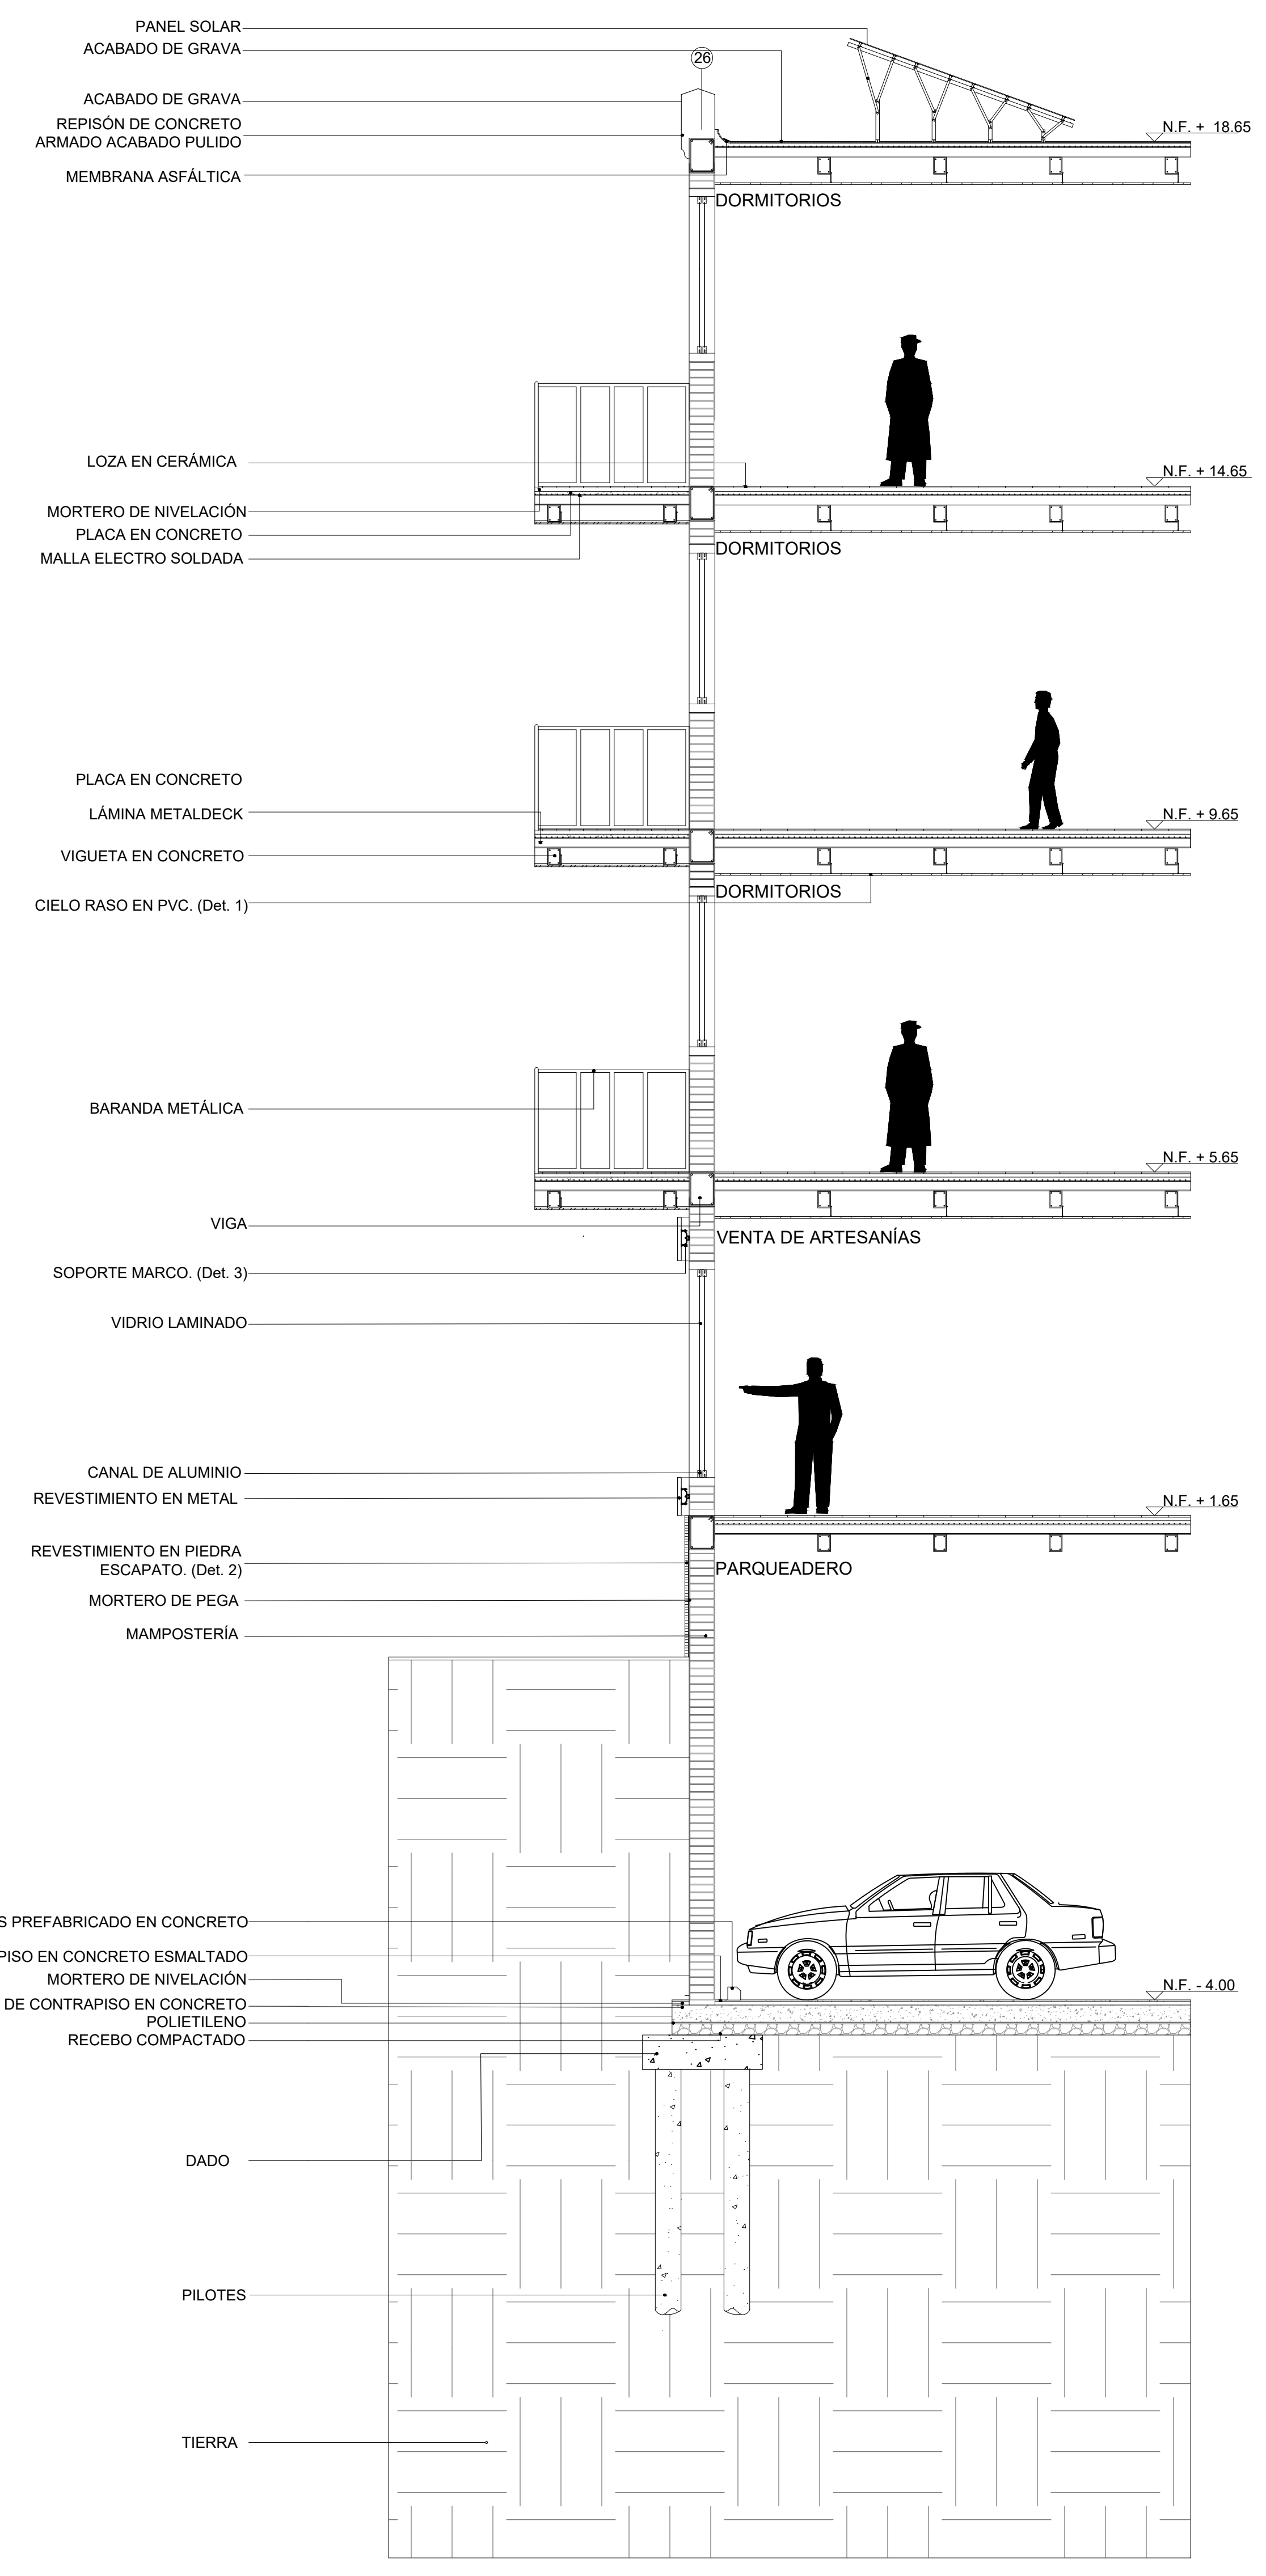 PANEL SOLAR
ACABADO DE GRAVA
26
ACABADO DE GRAVA
REPISÓN DE CONCRETO
ARMADO ACABADO PULIDO
N.F. + 18.65
MEMBRANA ASFÁLTICA
DORMITORIOS
LOZA EN CERÁMICA
N.F. + 14.65
MORTERO DE NIVELACIÓN
PLACA EN CONCRETO
MALLA ELECTRO SOLDADA
DORMITORIOS
PLACA EN CONCRETO
LÁMINA METALDECK
N.F. + 9.65
VIGUETA EN CONCRETO
DORMITORIOS
CIELO RASO EN PVC. (Det. 1)
BARANDA METÁLICA
N.F. + 5.65
VIGA
VENTA DE ARTESANÍAS
SOPORTE MARCO. (Det. 3)
VIDRIO LAMINADO
CANAL DE ALUMINIO
REVESTIMIENTO EN METAL
N.F. + 1.65
REVESTIMIENTO EN PIEDRA
ESCAPATO. (Det. 2)
PARQUEADERO
MORTERO DE PEGA
MAMPOSTERÍA
S PREFABRICADO EN CONCRETO
PISO EN CONCRETO ESMALTADO
MORTERO DE NIVELACIÓN
N.F. - 4.00
DE CONTRAPISO EN CONCRETO
POLIETILENO
RECEBO COMPACTADO
DADO
PILOTES
TIERRA